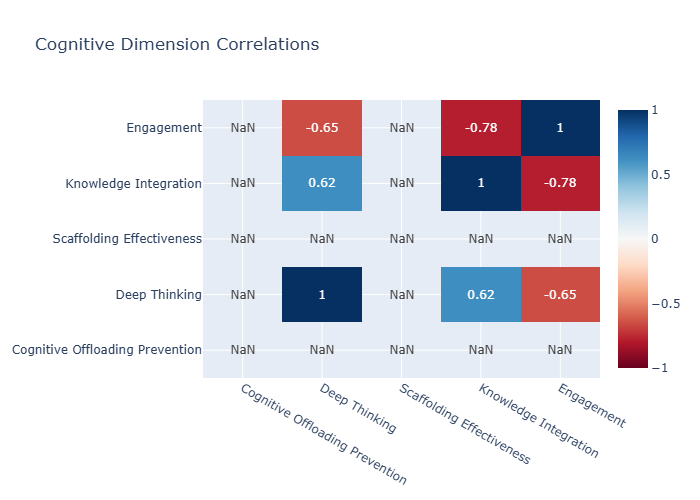 Cognitive Dimension Correlations
Engagement NaN -0.65 NaN -0.78 1
Knowledge Integration NaN 0.62 NaN 1 -0.78
Scaffolding Effectiveness NaN NaN NaN NaN NaN
Deep Thinking NaN 1 NaN 0.62 -0.65
Cognitive Offloading Prevention NaN NaN NaN NaN NaN
Cognitive Offloading Prevention
Deep Thinking
Scaffolding Effectiveness
Knowledge Integration
Engagement
1
0.5
0
−0.5
−1